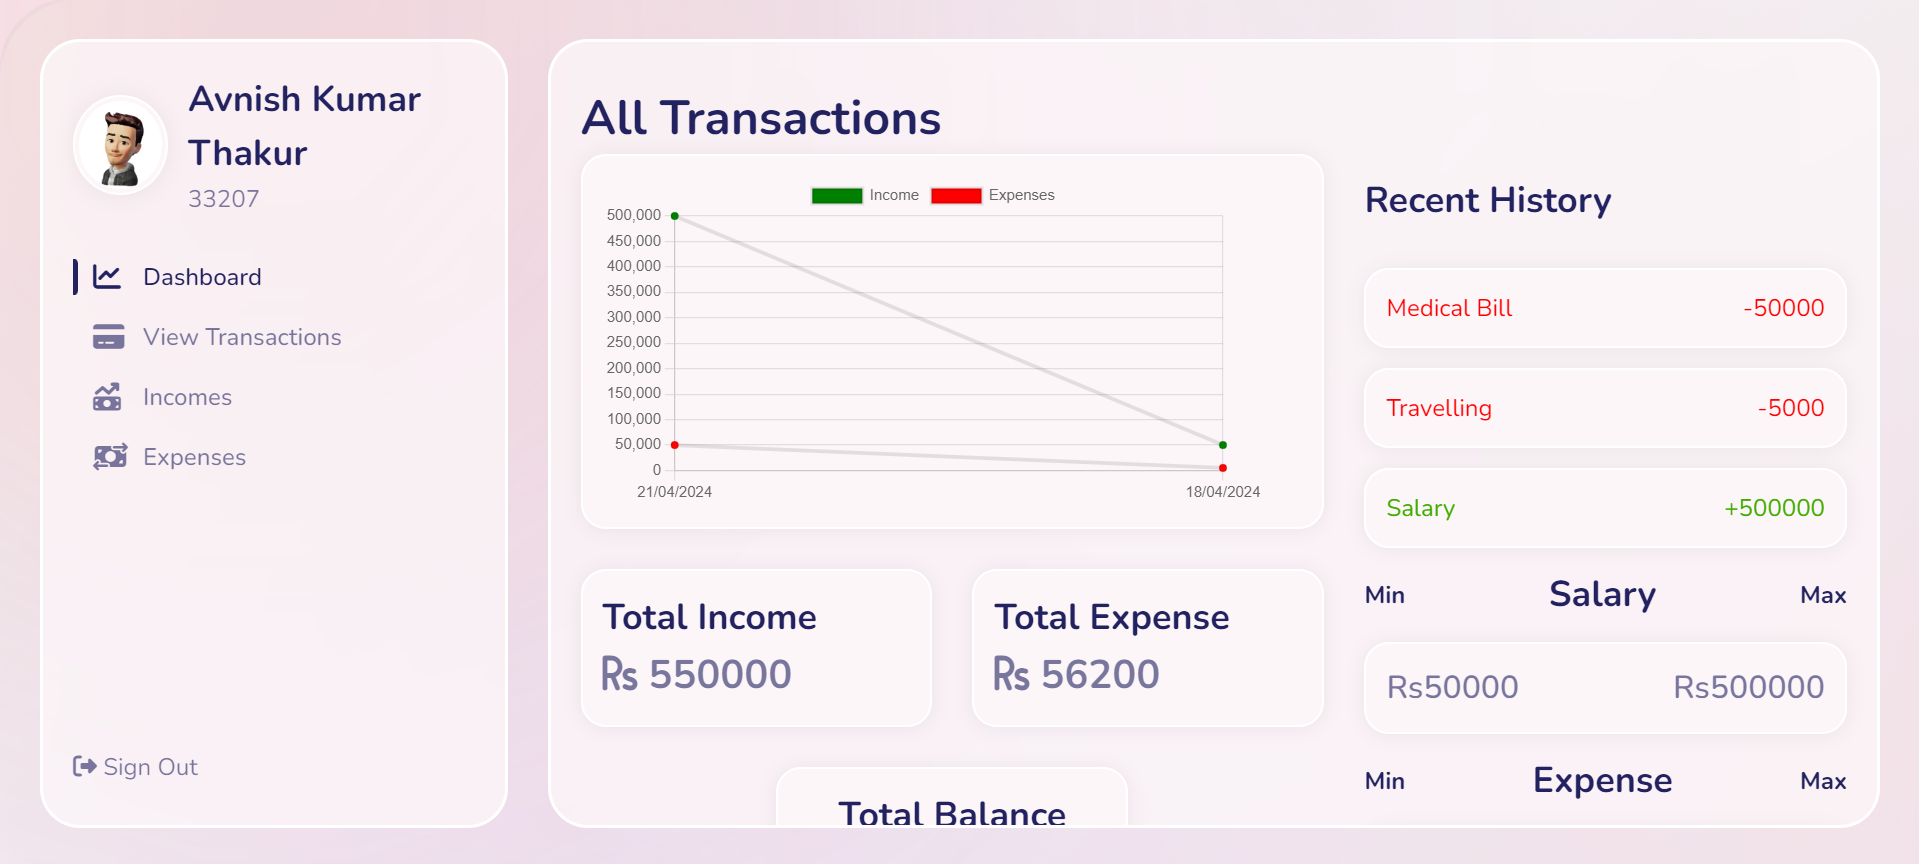 Avnish Kumar
Thakur
33207
Dashboard
View Transactions
Incomes
Expenses
Sign Out
All Transactions
Income Expenses
500,000
450,000
400,000
350,000
300,000
250,000
200,000
150,000
100,000
50,000
0
21/04/2024 18/04/2024
Total Income
Rs 550000
Total Expense
Rs 56200
Total Balance
Recent History
Medical Bill -50000
Travelling -5000
Salary +500000
Min Salary Max
Rs50000 Rs500000
Min Expense Max